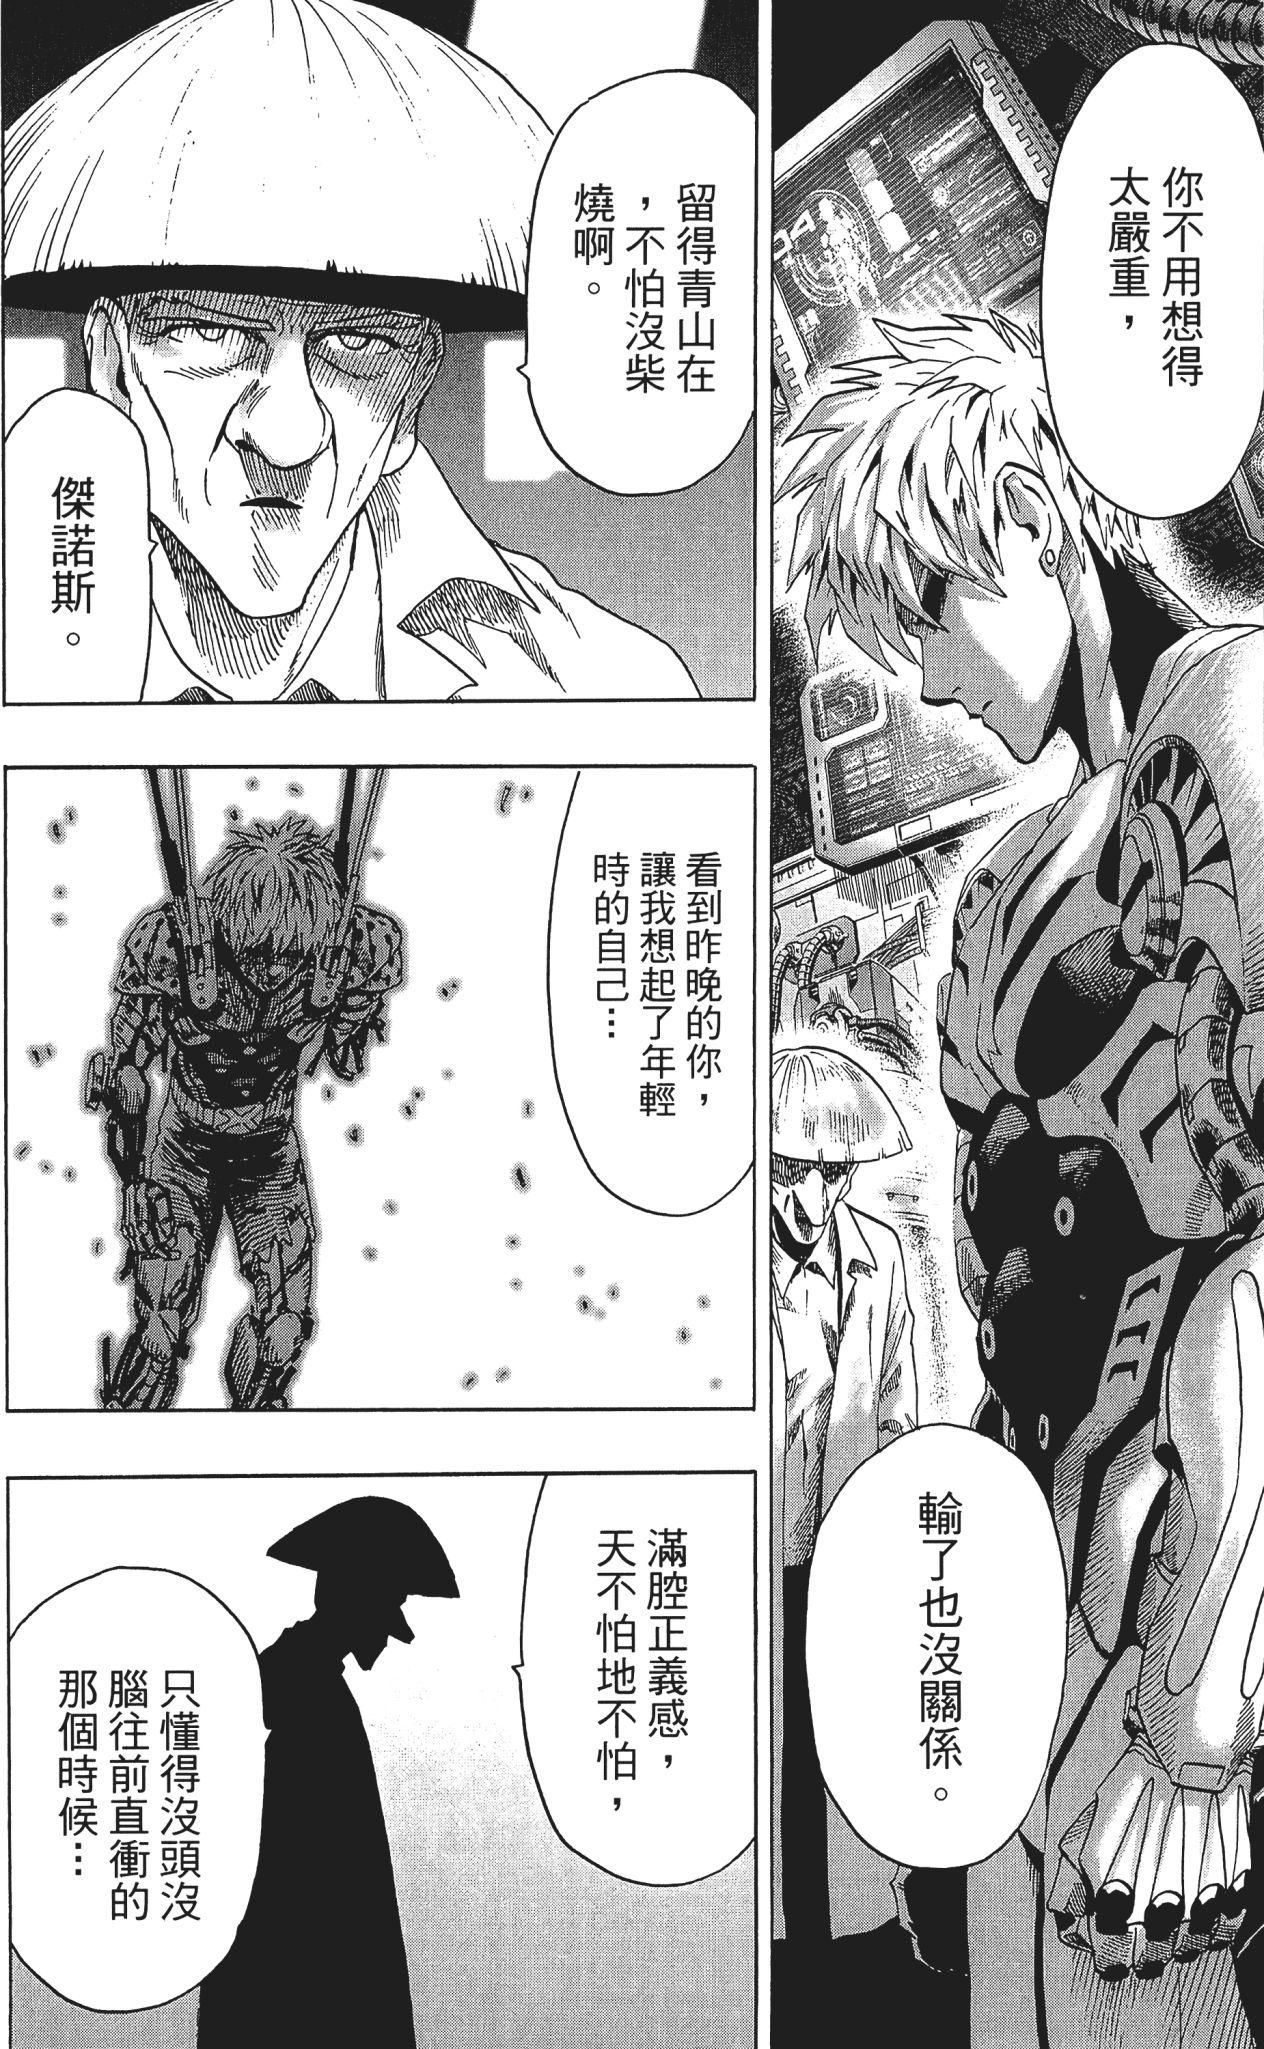 你不用想得
太嚴重，
輸了也沒關係。
留得青山在
，不怕沒柴
燒啊。
傑諾斯。
看到昨晚的你，
讓我想起了年輕
時的自己…
滿腔正義感，
天不怕地不怕，
只懂得沒頭沒
腦往前直衝的
那個時候…